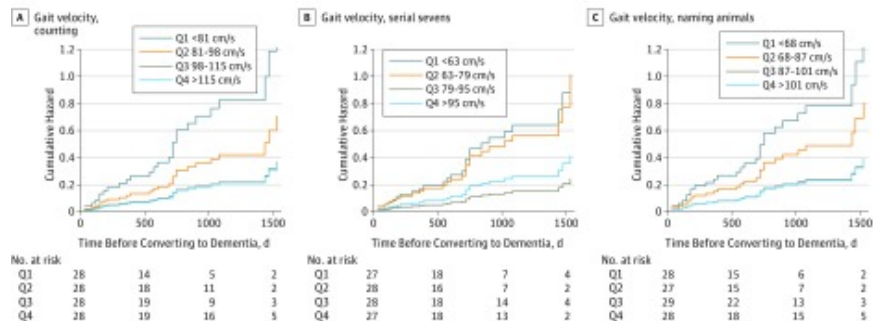 A Gait velocity, counting
Q1 <81 cm/s
Q2 81-98 cm/s
Q3 98-115 cm/s
Q4 >115 cm/s
Cumulative Hazard
1.2
1.0
0.8
0.6
0.4
0.2
0
0 500 1000 1500
Time Before Converting to Dementia, d
No. at risk
Q1 28 14 5 2
Q2 28 18 11 2
Q3 28 19 9 3
Q4 28 19 16 5
B Gait velocity, serial sevens
Q1 <63 cm/s
Q2 63-79 cm/s
Q3 79-95 cm/s
Q4 >95 cm/s
Cumulative Hazard
1.2
1.0
0.8
0.6
0.4
0.2
0
0 500 1000 1500
Time Before Converting to Dementia, d
No. at risk
Q1 27 18 7 4
Q2 28 16 7 2
Q3 28 18 14 4
Q4 27 18 13 2
C Gait velocity, naming animals
Q1 <68 cm/s
Q2 68-87 cm/s
Q3 87-101 cm/s
Q4 >101 cm/s
Cumulative Hazard
1.2
1.0
0.8
0.6
0.4
0.2
0
0 500 1000 1500
Time Before Converting to Dementia, d
No. at risk
Q1 28 15 6 2
Q2 27 15 7 2
Q3 29 22 13 3
Q4 28 18 15 5